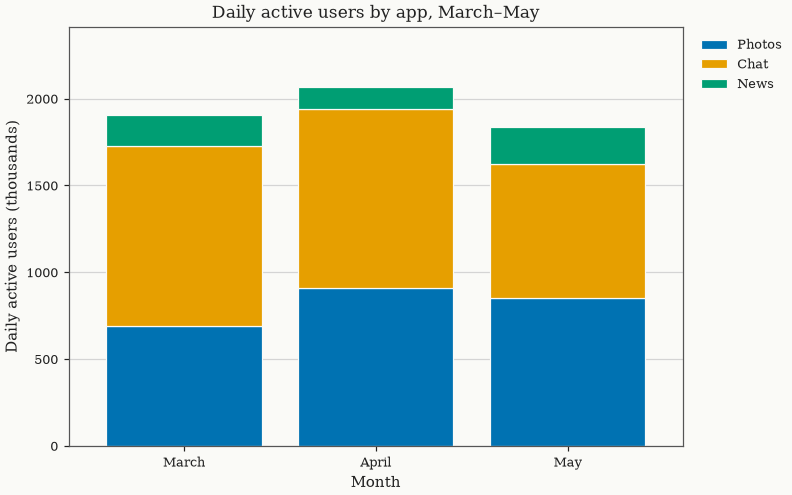 Daily active users by app, March–May
Photos
Chat
News
Daily active users (thousands)
2000
1500
1000
500
0
March
April
May
Month